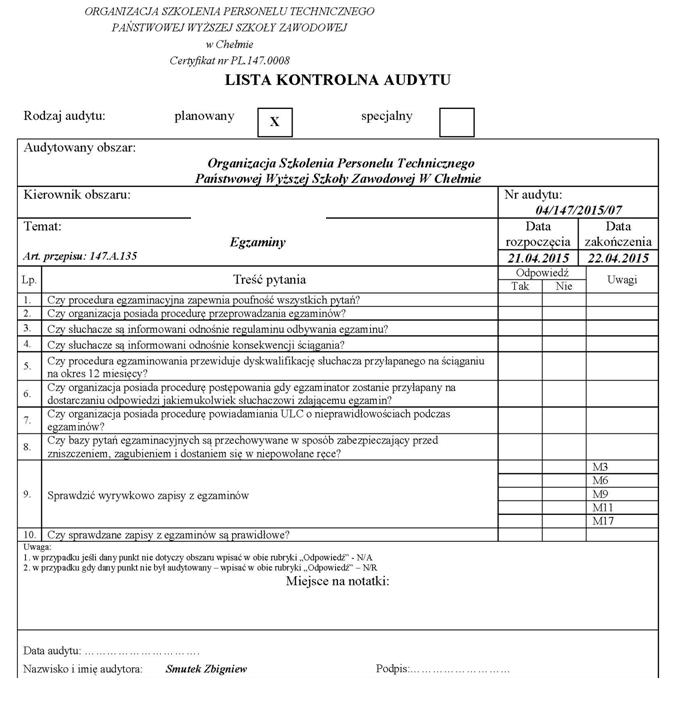 ORGANIZACJA SZKOLENIA PERSONELU TECHNICZNEGO
PAŃSTWOWEJ WYŻSZEJ SZKOŁY ZAWODOWEJ
w Chełmie
Certyfikat nr PL.147.0008
LISTA KONTROLNA AUDYTU
Rodzaj audytu: planowany X specjalny
Audytowany obszar:
Organizacja Szkolenia Personelu Technicznego
Państwowej Wyższej Szkoły Zawodowej W Chełmie
Kierownik obszaru:
Nr audytu:
04/147/2015/07
Temat:
Egzaminy
Art. przepisu: 147.A.135
Data rozpoczęcia
21.04.2015
Data zakończenia
22.04.2015
Lp. Treść pytania Odpowiedź Uwagi
Tak Nie
1. Czy procedura egzaminacyjna zapewnia poufność wszystkich pytań?
2. Czy organizacja posiada procedurę przeprowadzania egzaminów?
3. Czy słuchacze są informowani odnośnie regulaminu odbywania egzaminu?
4. Czy słuchacze są informowani odnośnie konsekwencji ściągania?
5. Czy procedura egzaminowania przewiduje dyskwalifikację słuchacza przyłapanego na ściąganiu
na okres 12 miesięcy?
6. Czy organizacja posiada procedurę postępowania gdy egzaminator zostanie przyłapany na
dostarczaniu odpowiedzi jakiemukolwiek słuchaczowi zdającemu egzamin?
7. Czy organizacja posiada procedurę powiadamiania ULC o nieprawidłowościach podczas
egzaminów?
8. Czy bazy pytań egzaminacyjnych są przechowywane w sposób zabezpieczający przed
zniszczeniem, zagubieniem i dostaniem się w niepowołane ręce?
9. Sprawdzić wyrywkowo zapisy z egzaminów
M3
M6
M9
M11
M17
10. Czy sprawdzane zapisy z egzaminów są prawidłowe?
Uwaga:
1. w przypadku jeśli dany punkt nie dotyczy obszaru wpisać w obie rubryki „Odpowiedź” - N/A
2. w przypadku gdy dany punkt nie był audytowany – wpisać w obie rubryki „Odpowiedź” – N/R
Miejsce na notatki:
Data audytu: ……………………….
Nazwisko i imię audytora: Smutek Zbigniew Podpis:……………………